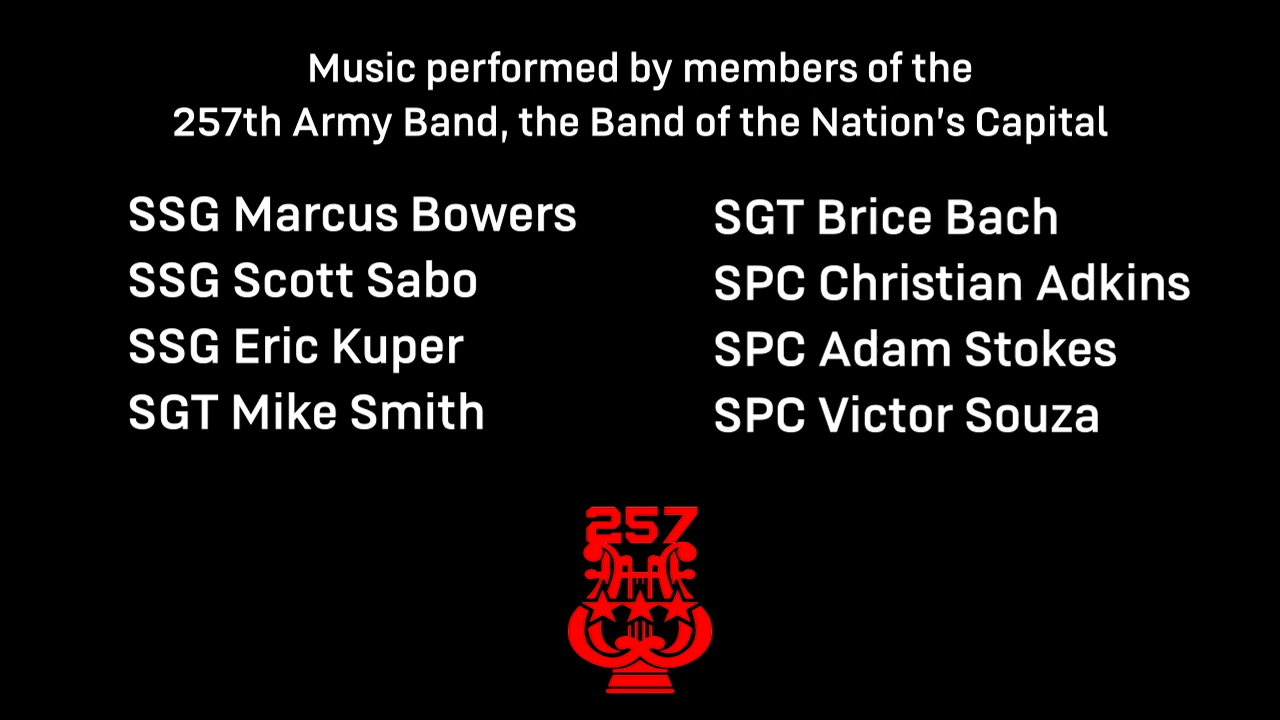 Music performed by members of the
257th Army Band, the Band of the Nation's Capital
SSG Marcus Bowers
SSG Scott Sabo
SSG Eric Kuper
SGT Mike Smith
SGT Brice Bach
SPC Christian Adkins
SPC Adam Stokes
SPC Victor Souza
257